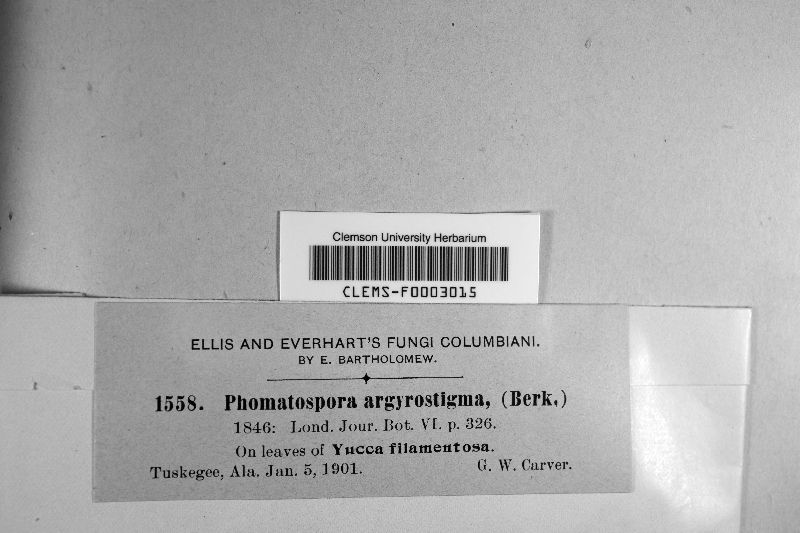 Clemson University Herbarium
CLEMS-F0003015
ELLIS AND EVERHART'S FUNGI COLUMBIANI.
BY E. BARTHOLOMEW.
1558. Phomatospora argyrostigma, (Berk.)
1846: Lond. Jour. Bot. VI. p. 326.
On leaves of Yucca filamentosa.
Tuskegee, Ala. Jan. 5, 1901. G. W. Carver.